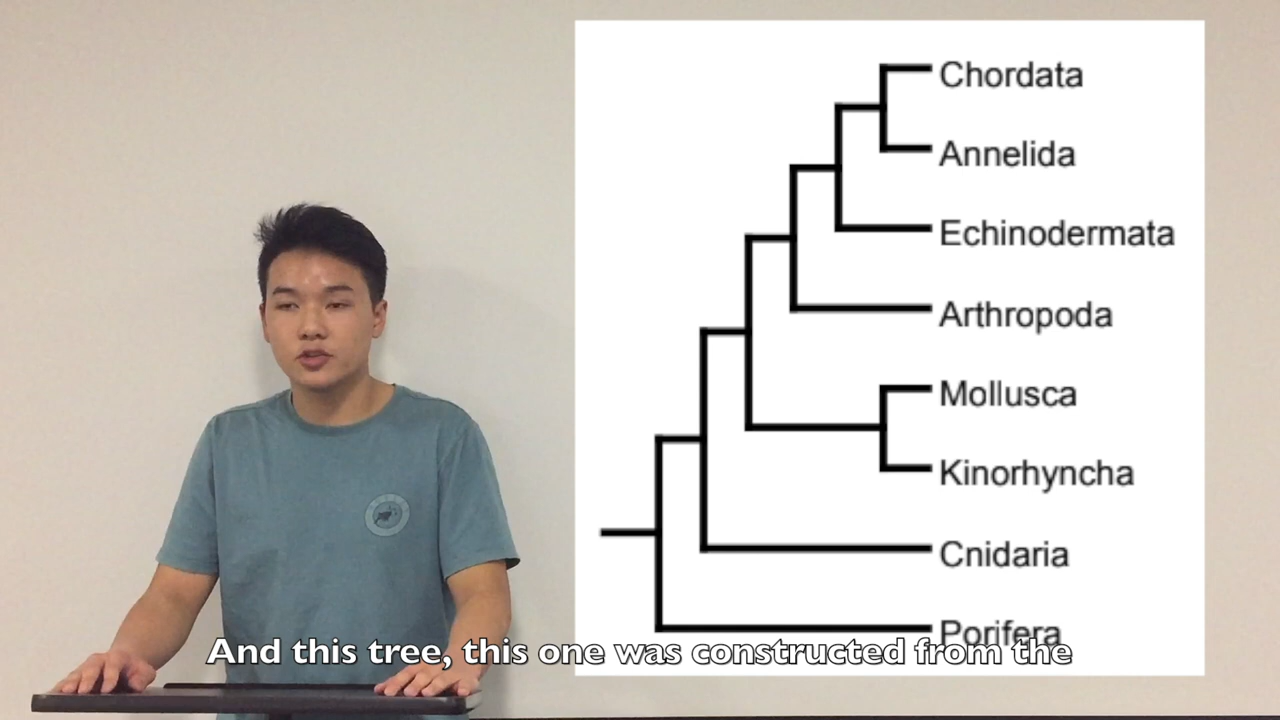 Chordata
Annelida
Echinodermata
Arthropoda
Mollusca
Kinorhyncha
Cnidaria
Porifera
And this tree, this one was constructed from the